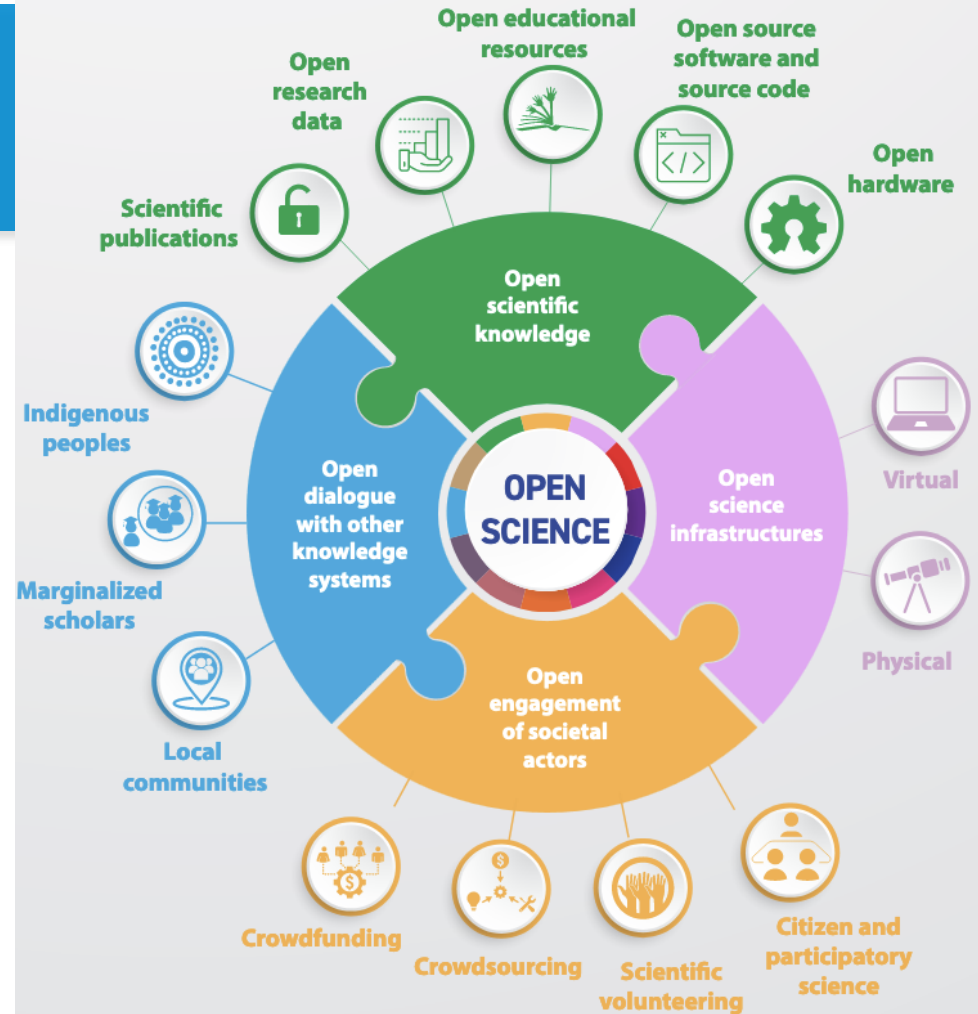 Open educational
resources
Open source
software and
source code
Open
research
data
Open
hardware
Scientific
publications
Open
scientific
knowledge
Indigenous
peoples
Virtual
Open
dialogue
with other
knowledge
systems
OPEN
SCIENCE
Open
science
infrastructures
Marginalized
scholars
Physical
Open
engagement
of societal
actors
Local
communities
Crowdfunding
Crowdsourcing
Scientific
volunteering
Citizen and
participatory
science